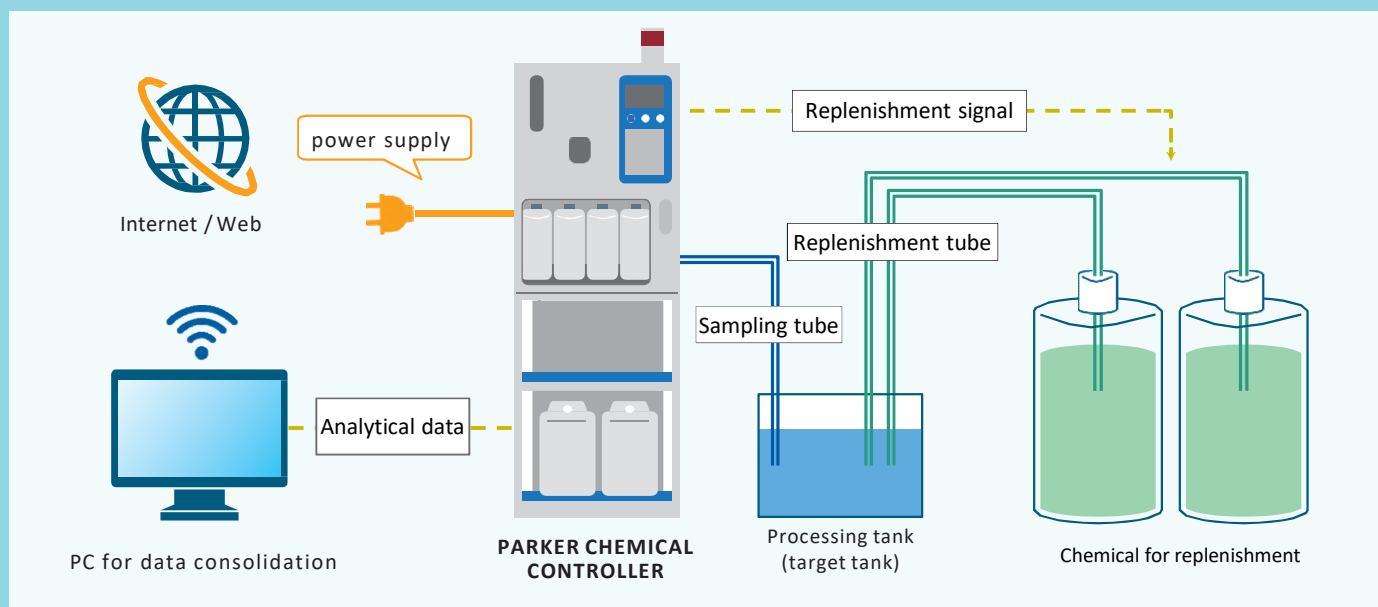 Replenishment signal
power supply
Internet / Web
Replenishment tube
Sampling tube
Analytical data
PC for data consolidation
PARKER CHEMICAL
CONTROLLER
Processing tank
(target tank)
Chemical for replenishment